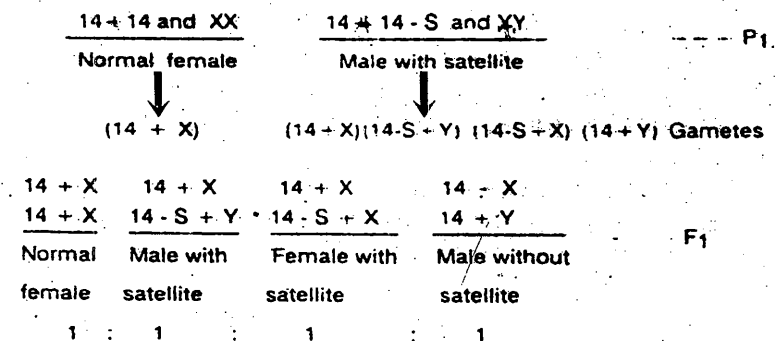 14 + 14 and XX 14 + 14 - S and XY - - - P1.
Normal female Male with satellite
(14 + X) (14 + X) (14-S + Y) (14-S + X) (14 + Y) Gametes
14 + X 14 + X 14 + X 14 + X
14 + X 14 - S + Y 14 - S + X 14 + Y - F1
Normal Male with Female with Male without
female satellite satellite satellite
1 : 1 : 1 : 1